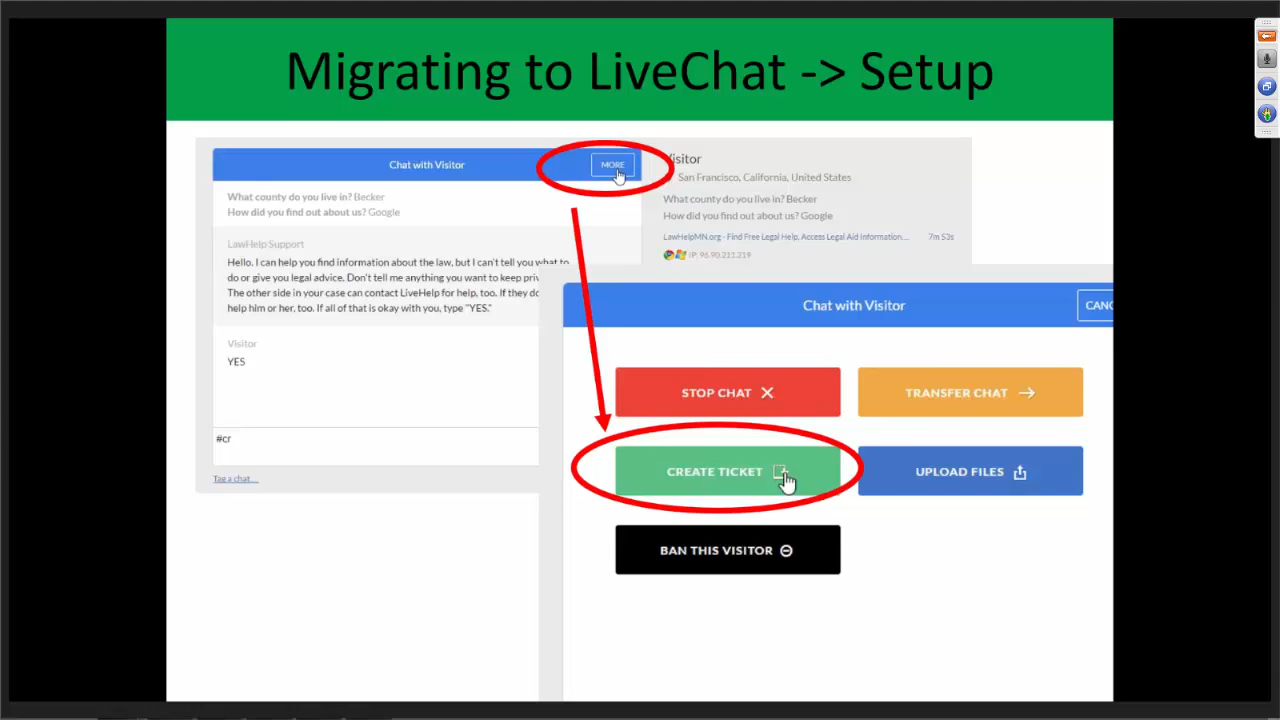 Migrating to LiveChat -> Setup
Chat with Visitor
MORE
What county do you live in? Becker
How did you find out about us? Google
LawHelp Support
Hello. I can help you find information about the law, but I can't tell you what to
do or give you legal advice. Don't tell me anything you want to keep priv
The other side in your case can contact LiveHelp for help, too. If they do
help him or her, too. If all of that is okay with you, type "YES."
Visitor
YES
#cr
Tag a chat...
isitor
San Francisco, California, United States
What county do you live in? Becker
How did you find out about us? Google
LawHelpMN.org - Find Free Legal Help, Access Legal Aid Information... 7m 53s
IP: 96.90.211.219
Chat with Visitor
CANC
STOP CHAT
TRANSFER CHAT
CREATE TICKET
UPLOAD FILES
BAN THIS VISITOR